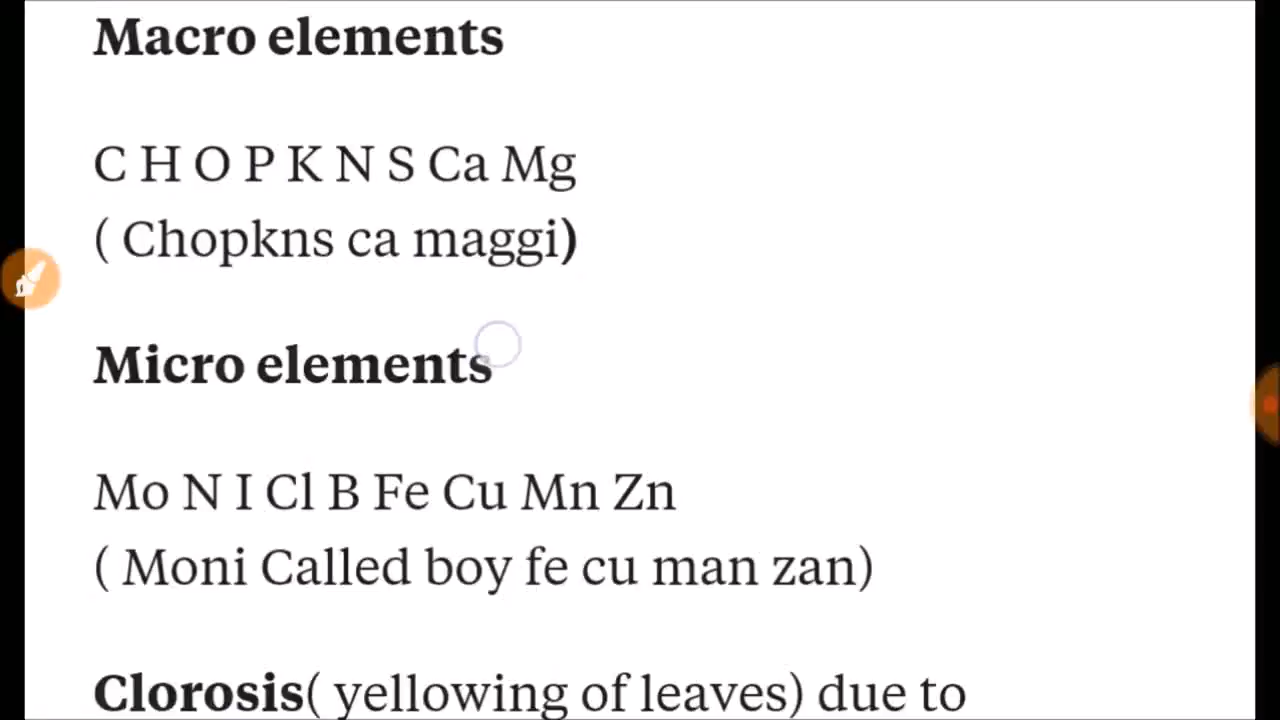 Macro elements
C H O P K N S Ca Mg
( Chopkns ca maggi)
Micro elements
Mo N I Cl B Fe Cu Mn Zn
( Moni Called boy fe cu man zan)
Clorosis( yellowing of leaves) due to